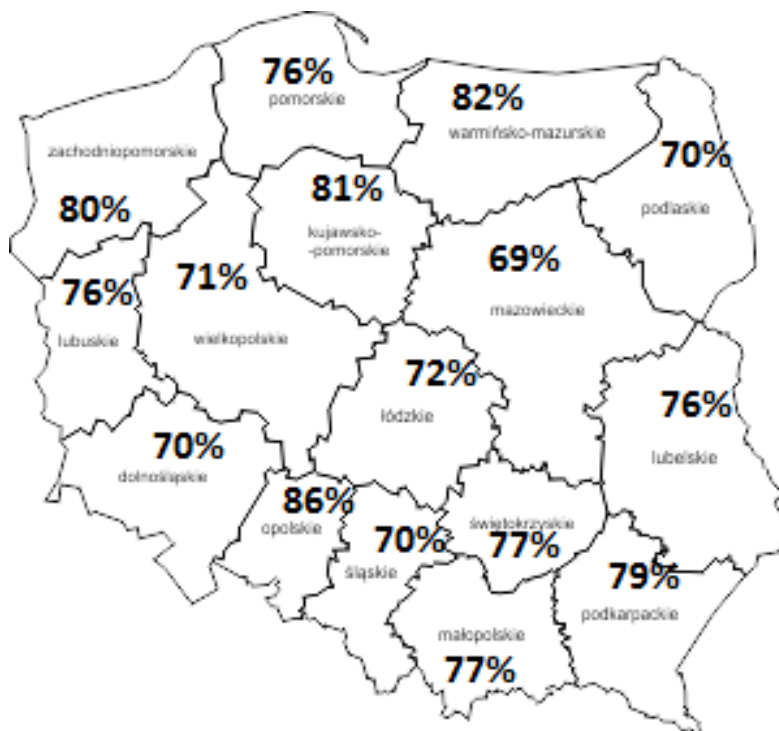 76%
pomorskie
82%
warmińsko-mazurskie
zachodniopomorskie
80%
70%
podlaskie
81%
kujawsko-
-pomorskie
69%
mazowieckie
76%
lubuskie
71%
wielkopolskie
72%
łódzkie
76%
lubelskie
70%
dolnośląskie
86%
opolskie
70%
śląskie
świętokrzyskie
77%
79%
podkarpackie
małopolskie
77%